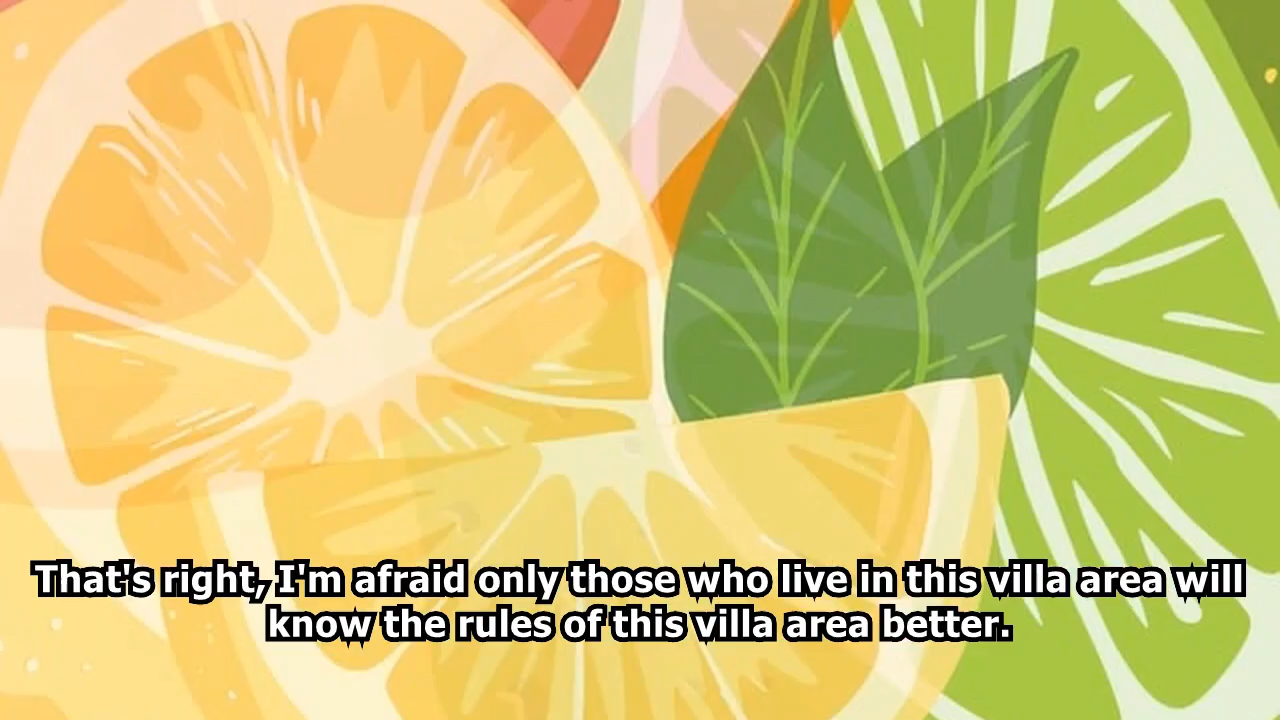 That's right, I'm afraid only those who live in this villa area will
know the rules of this villa area better.